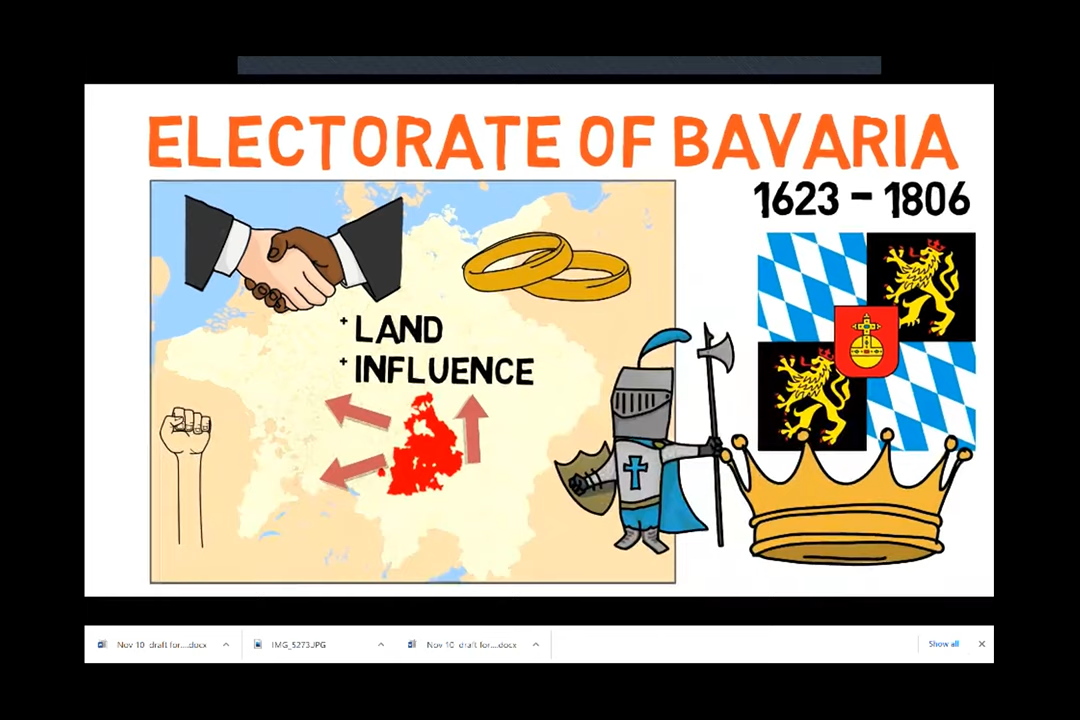 ELECTORATE OF BAVARIA
1623 - 1806
+ LAND
+ INFLUENCE
Nov 10 draft for....docx
IMG_5273.JPG
Nov 10 draft for....docx
Show all